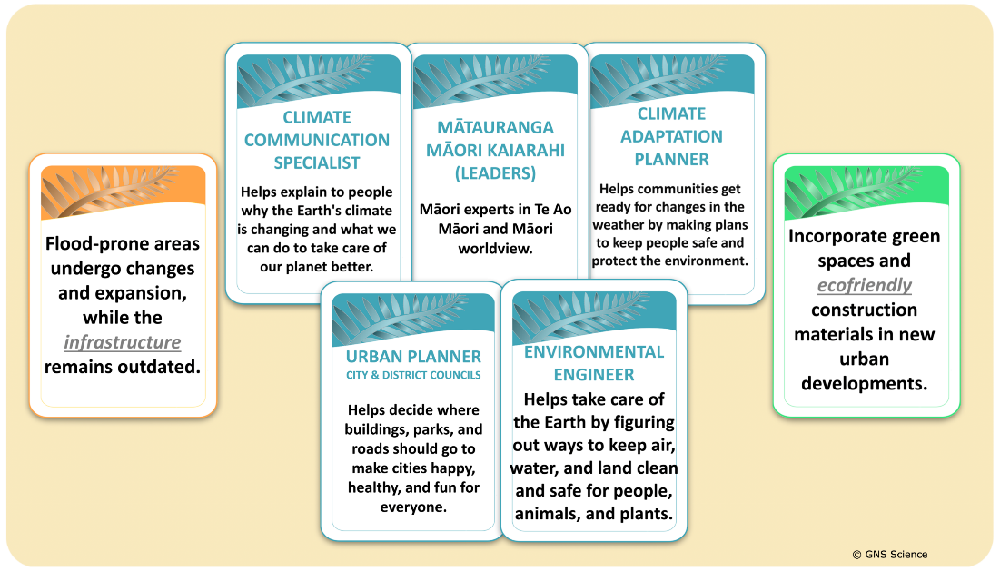 Flood-prone areas
undergo changes
and expansion,
while the
infrastructure
remains outdated.
CLIMATE
COMMUNICATION
SPECIALIST
Helps explain to people
why the Earth's climate
is changing and what we
can do to take care of
our planet better.
MĀTAURANGA
MĀORI KAIARAHI
(LEADERS)
Māori experts in Te Ao
Māori and Māori
worldview.
CLIMATE
ADAPTATION
PLANNER
Helps communities get
ready for changes in the
weather by making plans
to keep people safe and
protect the environment.
URBAN PLANNER
CITY & DISTRICT COUNCILS
Helps decide where
buildings, parks, and
roads should go to
make cities happy,
healthy, and fun for
everyone.
ENVIRONMENTAL
ENGINEER
Helps take care of
the Earth by figuring
out ways to keep air,
water, and land clean
and safe for people,
animals, and plants.
Incorporate green
spaces and
ecofriendly
construction
materials in new
urban
developments.
© GNS Science